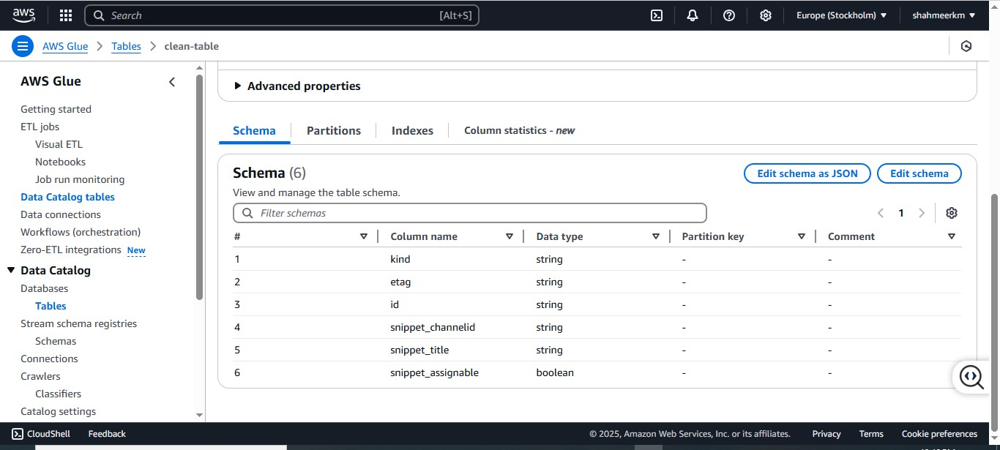 aws
Search [Alt+S]
Europe (Stockholm)
shahmeerkm
AWS Glue
Tables
clean-table
AWS Glue
Getting started
ETL jobs
Visual ETL
Notebooks
Job run monitoring
Data Catalog tables
Data connections
Workflows (orchestration)
Zero-ETL integrations New
Data Catalog
Databases
Tables
Stream schema registries
Schemas
Connections
Crawlers
Classifiers
Catalog settings
Advanced properties
Schema Partitions Indexes Column statistics - new
Schema (6)
Edit schema as JSON
Edit schema
View and manage the table schema.
Filter schemas
1
# Column name Data type Partition key Comment
1 kind string - -
2 etag string - -
3 id string - -
4 snippet_channelid string - -
5 snippet_title string - -
6 snippet_assignable boolean - -
CloudShell Feedback © 2025, Amazon Web Services, Inc. or its affiliates. Privacy Terms Cookie preferences